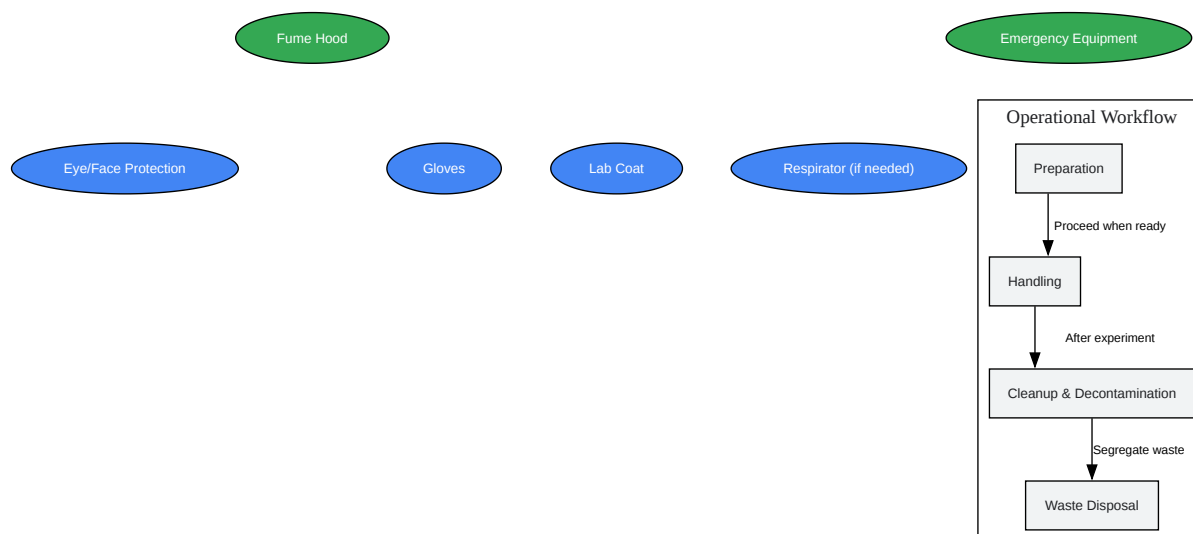 Fume Hood
Emergency Equipment
Operational Workflow
Eye/Face Protection
Gloves
Lab Coat
Respirator (if needed)
Preparation
Proceed when ready
Handling
After experiment
Cleanup & Decontamination
Segregate waste
Waste Disposal